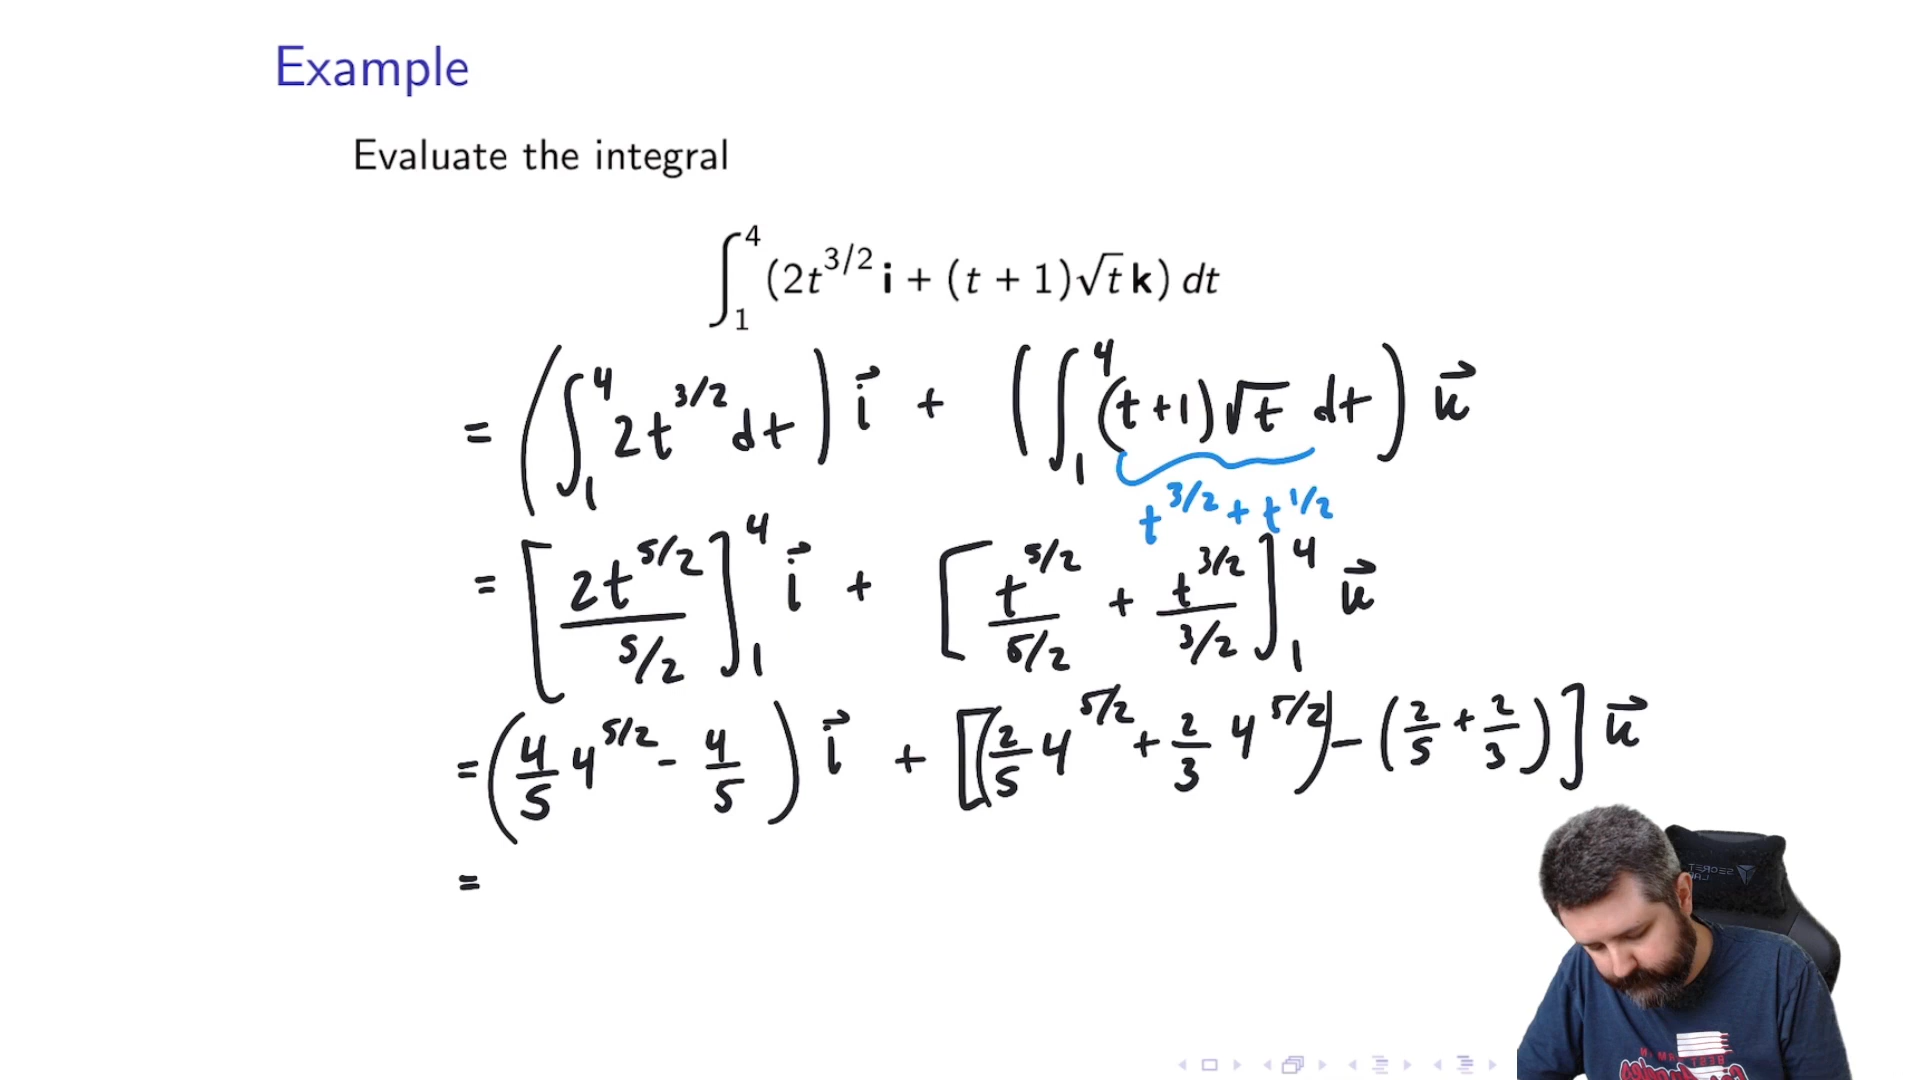 Example
Evaluate the integral
∫₁⁴ (2t^{3/2} i + (t + 1)√t k) dt
= (∫₁⁴ 2t^{3/2} dt) i⃗ + (∫₁⁴ (t+1)√t dt) k⃗
t^{3/2} + t^{1/2}
= [2t^{5/2} / 5/2]₁⁴ i⃗ + [t^{5/2} / 5/2 + t^{3/2} / 3/2]₁⁴ k⃗
= (4/5 4^{5/2} - 4/5) i⃗ + [(2/5 4^{5/2} + 2/3 4^{5/2}) - (2/5 + 2/3)] k⃗
=
SECRET
LAB